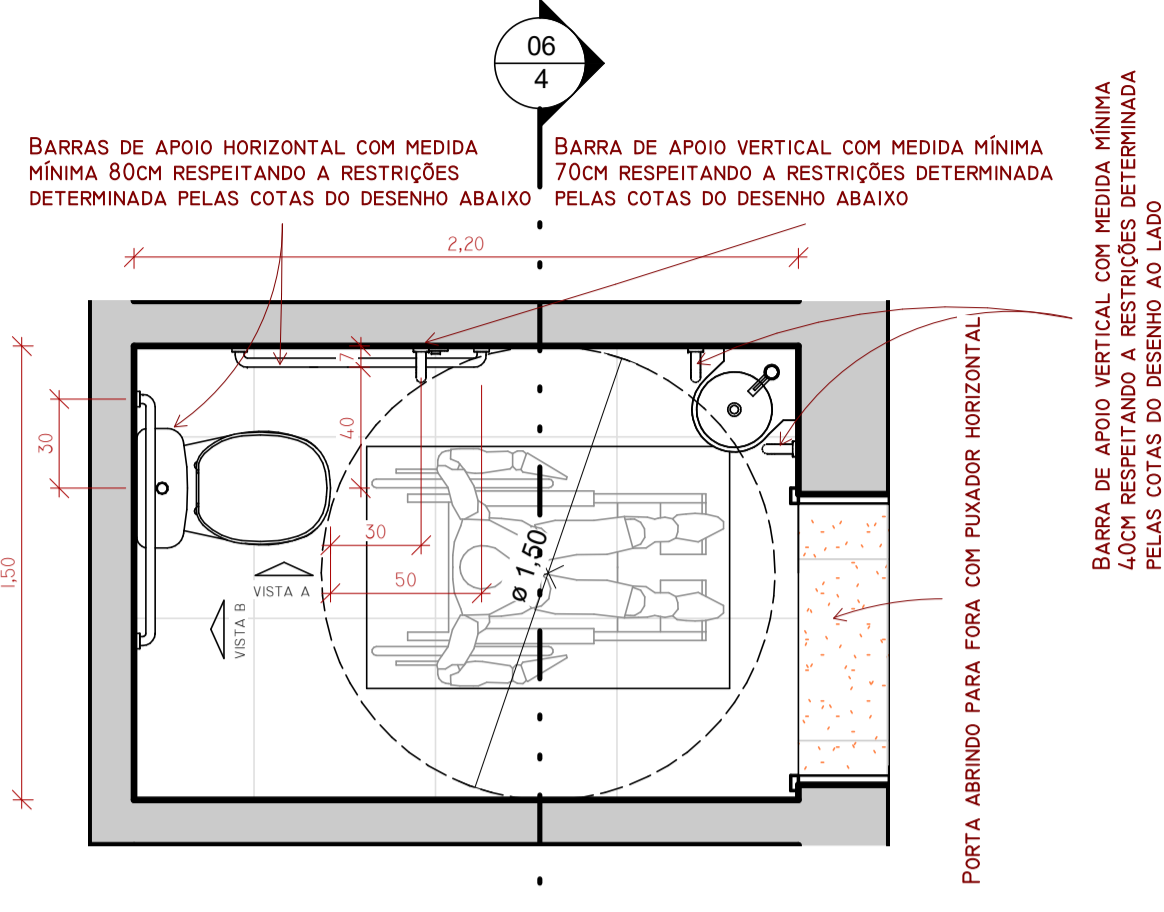 06
4
BARRAS DE APOIO HORIZONTAL COM MEDIDA
MÍNIMA 80CM RESPEITANDO A RESTRIÇÕES
DETERMINADA PELAS COTAS DO DESENHO ABAIXO
BARRA DE APOIO VERTICAL COM MEDIDA MÍNIMA
70CM RESPEITANDO A RESTRIÇÕES DETERMINADA
PELAS COTAS DO DESENHO ABAIXO
BARRA DE APOIO VERTICAL COM MEDIDA MÍNIMA
40CM RESPEITANDO A RESTRIÇÕES DETERMINADA
PELAS COTAS DO DESENHO AO LADO
2,20
7
40
30
30
50
ø 1,50
1,50
VISTA A
VISTA B
PORTA ABRINDO PARA FORA COM PUXADOR HORIZONTAL